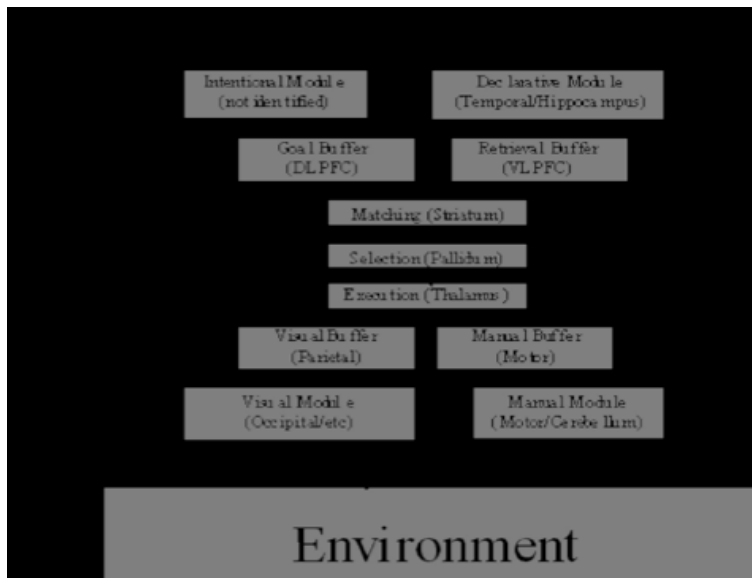 Intentional Module
(not identified)
Declarative Module
(Temporal/Hippocampus)
Goal Buffer
(DLPFC)
Retrieval Buffer
(VLPFC)
Matching (Striatum)
Selection (Pallidum)
Execution (Thalamus)
Visual Buffer
(Parietal)
Manual Buffer
(Motor)
Visual Module
(Occipital/etc)
Manual Module
(Motor/Cerebellum)
Environment